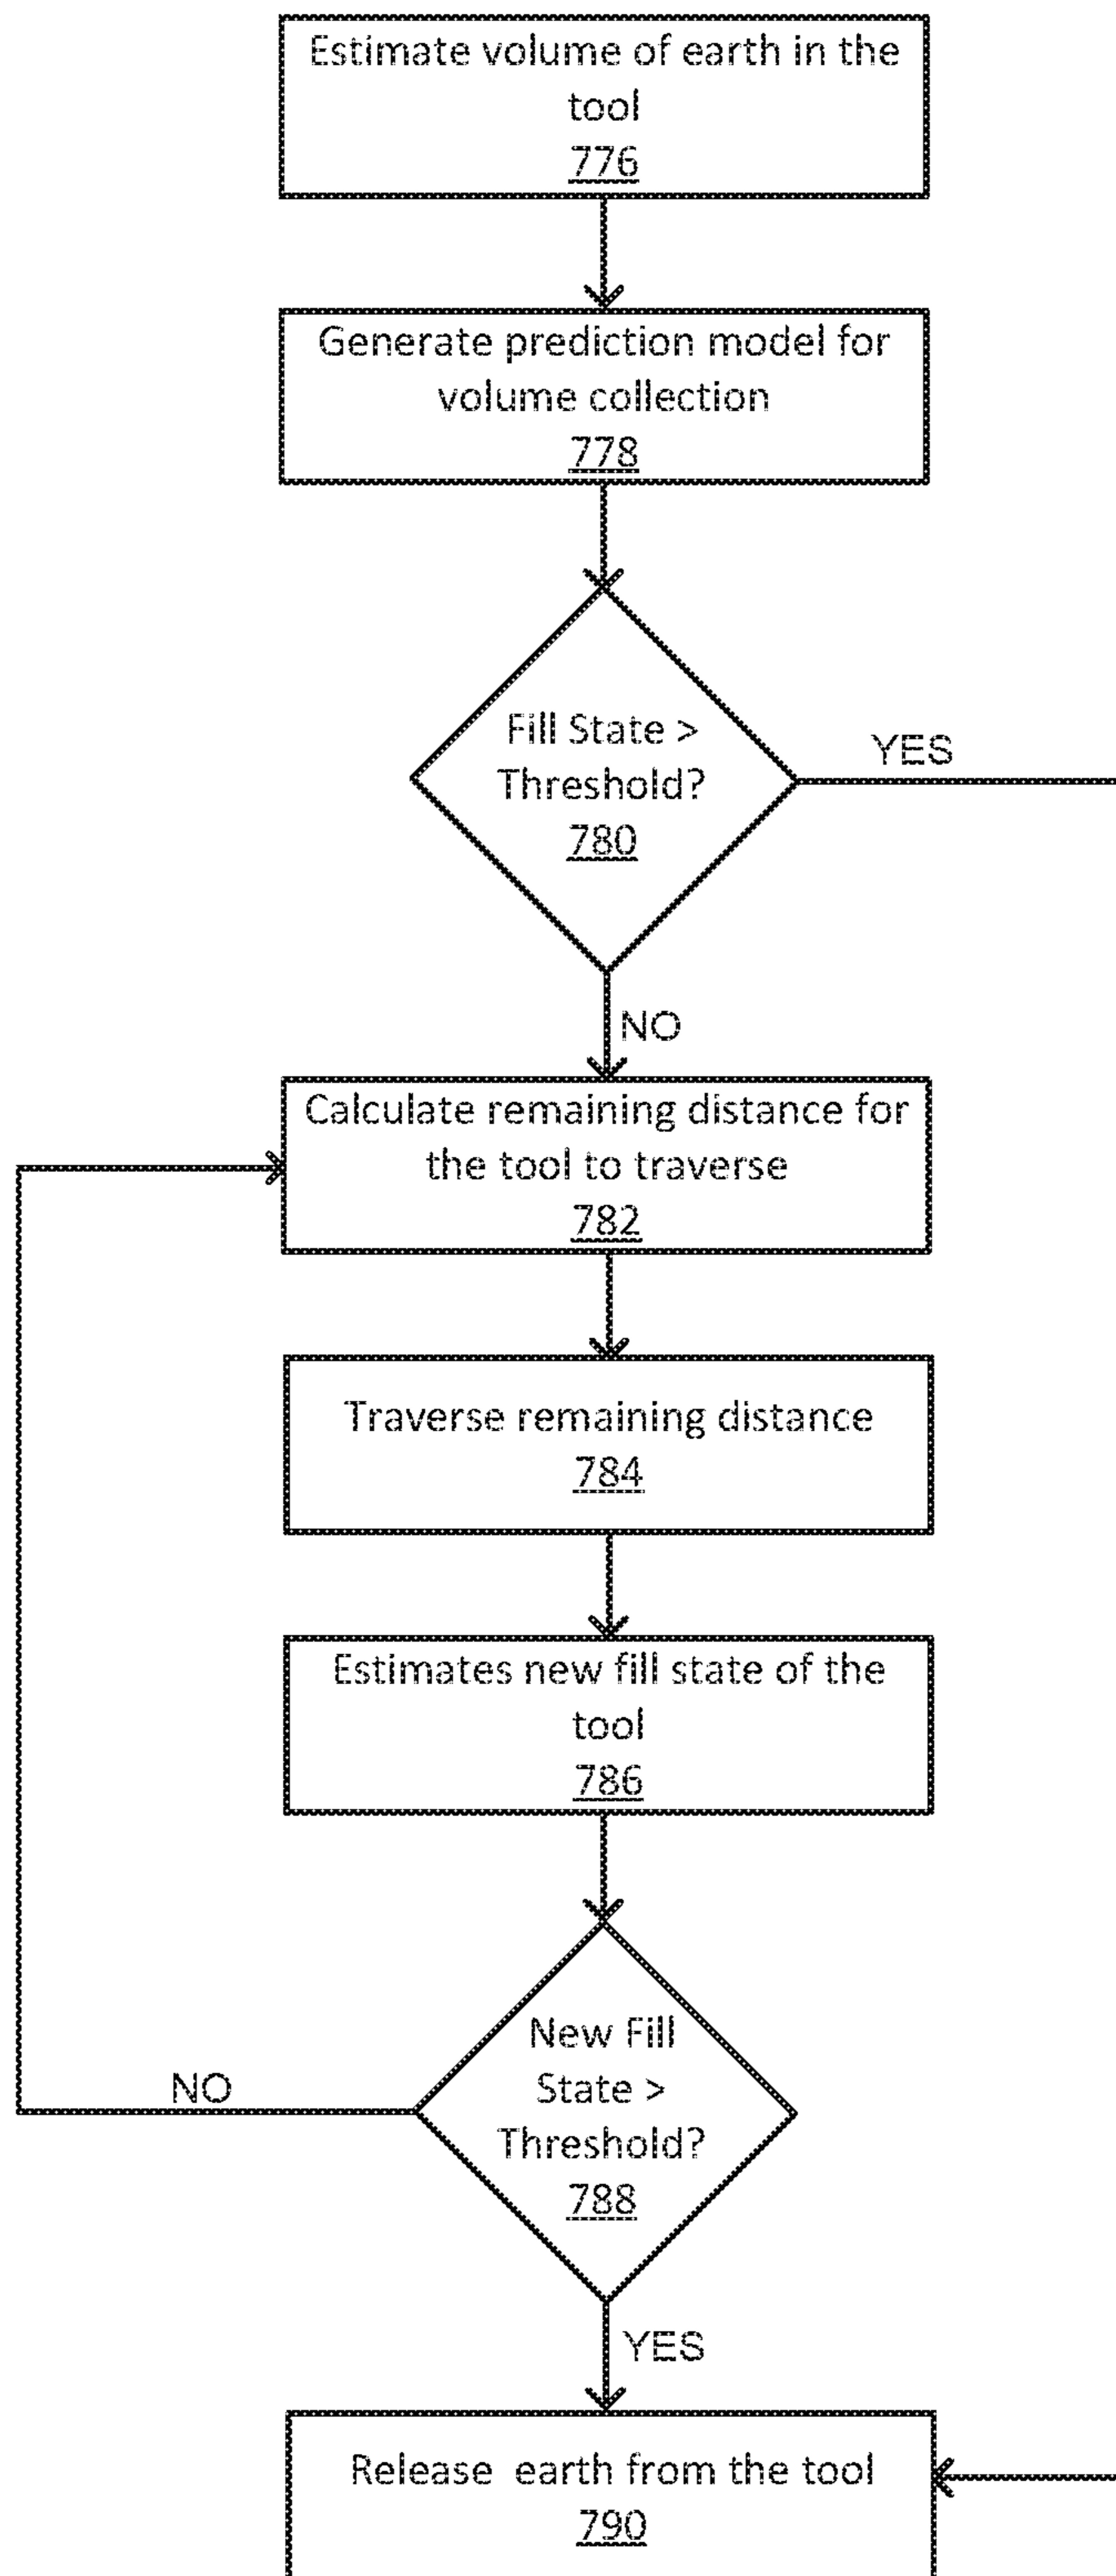 Estimate volume of earth in the
tool
776
Generate prediction model for
volume collection
778
Fill State >
Threshold?
780
YES
NO
Calculate remaining distance for
the tool to traverse
782
Traverse remaining distance
784
Estimates new fill state of the
tool
786
New Fill
State >
Threshold?
788
NO
YES
Release earth from the tool
790